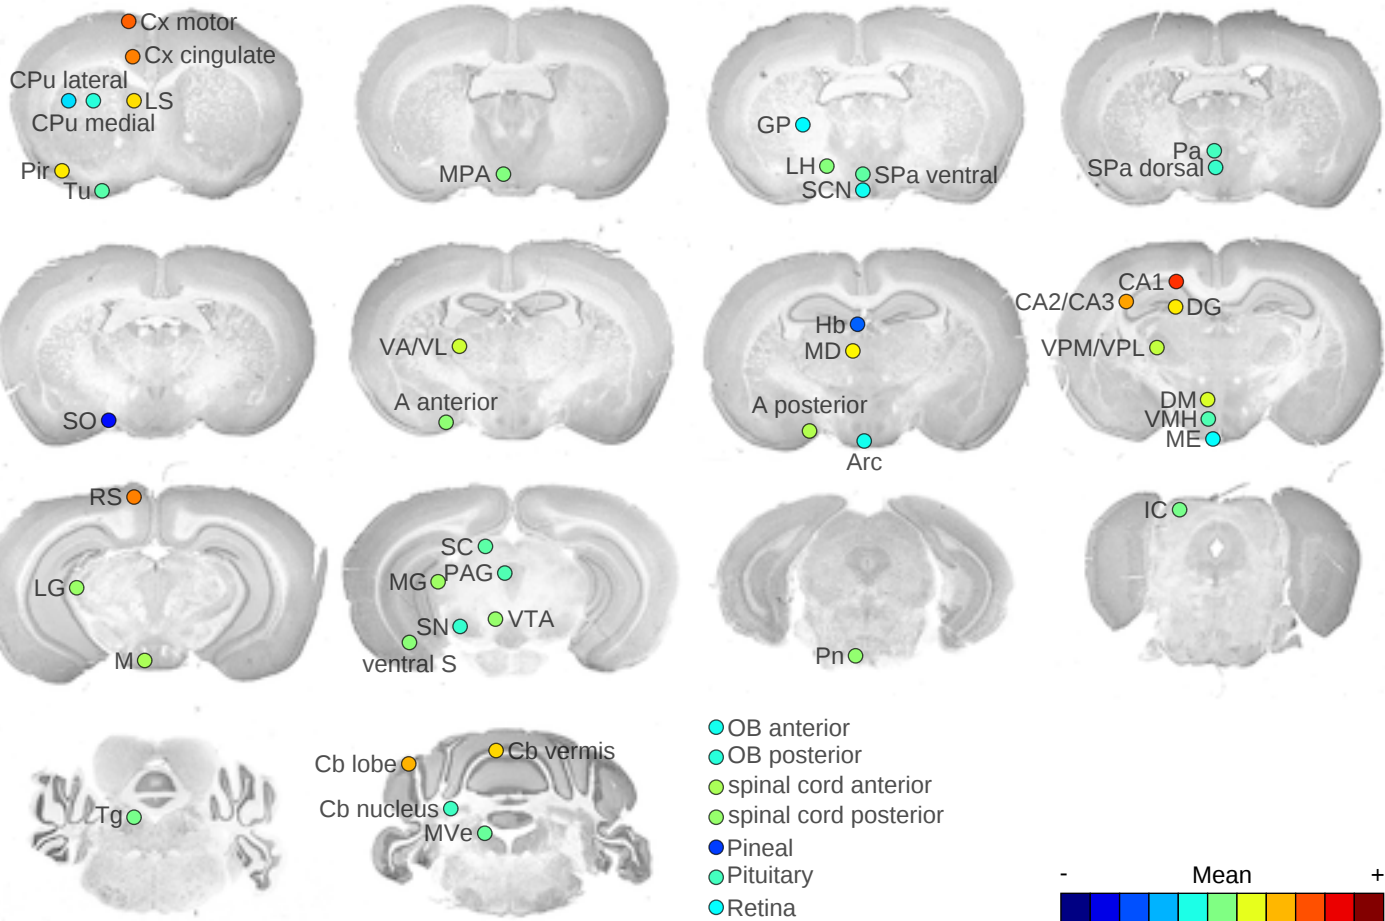 Cx motor
Cx cingulate
CPu lateral
LS
CPu medial
Pir
Tu
MPA
GP
LH
SPa ventral
SCN
Pa
SPa dorsal
SO
VA/VL
A anterior
Hb
MD
A posterior
Arc
CA1
CA2/CA3
DG
VPM/VPL
DM
VMH
ME
RS
LG
M
SC
MG
PAG
SN
VTA
ventral S
Pn
IC
Tg
Cb lobe
Cb vermis
Cb nucleus
MVe
OB anterior
OB posterior
spinal cord anterior
spinal cord posterior
Pineal
Pituitary
Retina
- Mean +